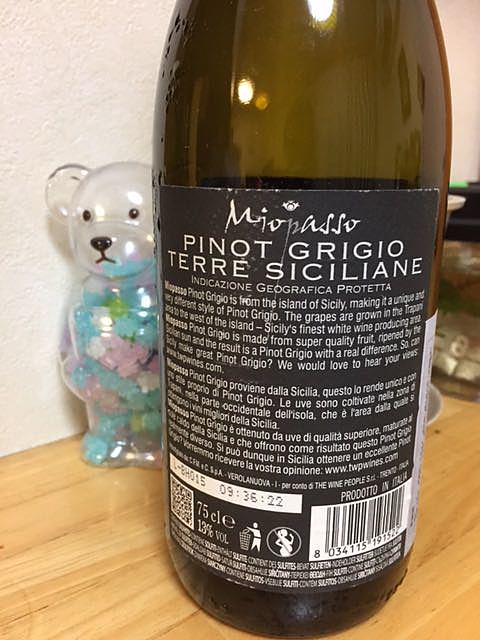 Miopasso
PINOT GRIGIO
TERRE SICILIANE
INDICAZIONE GEOGRAFICA PROTETTA
Miopasso Pinot Grigio is from the island of Sicily, making it a unique and
very different style of Pinot Grigio. The grapes are grown in the Trapani
area to the west of the island – Sicily's finest white wine producing area.
Miopasso Pinot Grigio is made from super quality fruit, ripened by the
sun and the result is a Pinot Grigio with a real difference. So, can
Sicily make great Pinot Grigio? We would love to hear your views:
www.twpwines.com.
Miopasso Pinot Grigio proviene dalla Sicilia, questo lo rende unico e con
uno stile proprio di Pinot Grigio. Le uve sono coltivate nella zona di
nella parte occidentale dell'isola, che è l'area dalla quale si
i vini migliori della Sicilia.
Pinot Grigio è ottenuto da uve di qualità superiore, maturate al
caldo della Sicilia e che offrono come risultato questo Pinot Grigio
diverso. Si può dunque in Sicilia ottenere un eccellente Pinot
Grigio? Vorremmo ricevere la vostra opinione: www.twpwines.com.
C. S.p.A. - VEROLANUOVA - I - per conto di THE WINE PEOPLE S.r.l. - TRENTO - ITALIA
L-8H015 09:36:22
PRODOTTO IN ITALIA
75 cl e
13% VOL
8 034115 19156